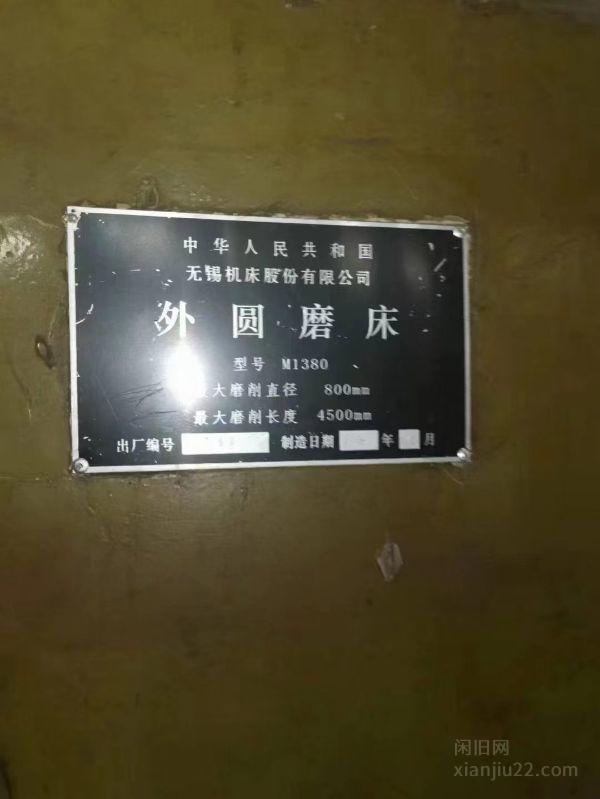 中华人民共和国
无锡机床股份有限公司
外圆磨床
型号 M1380
最大磨削直径 800mm
最大磨削长度 4500mm
出厂编号 制造日期 年 月
闲旧网
xianjiu22.com